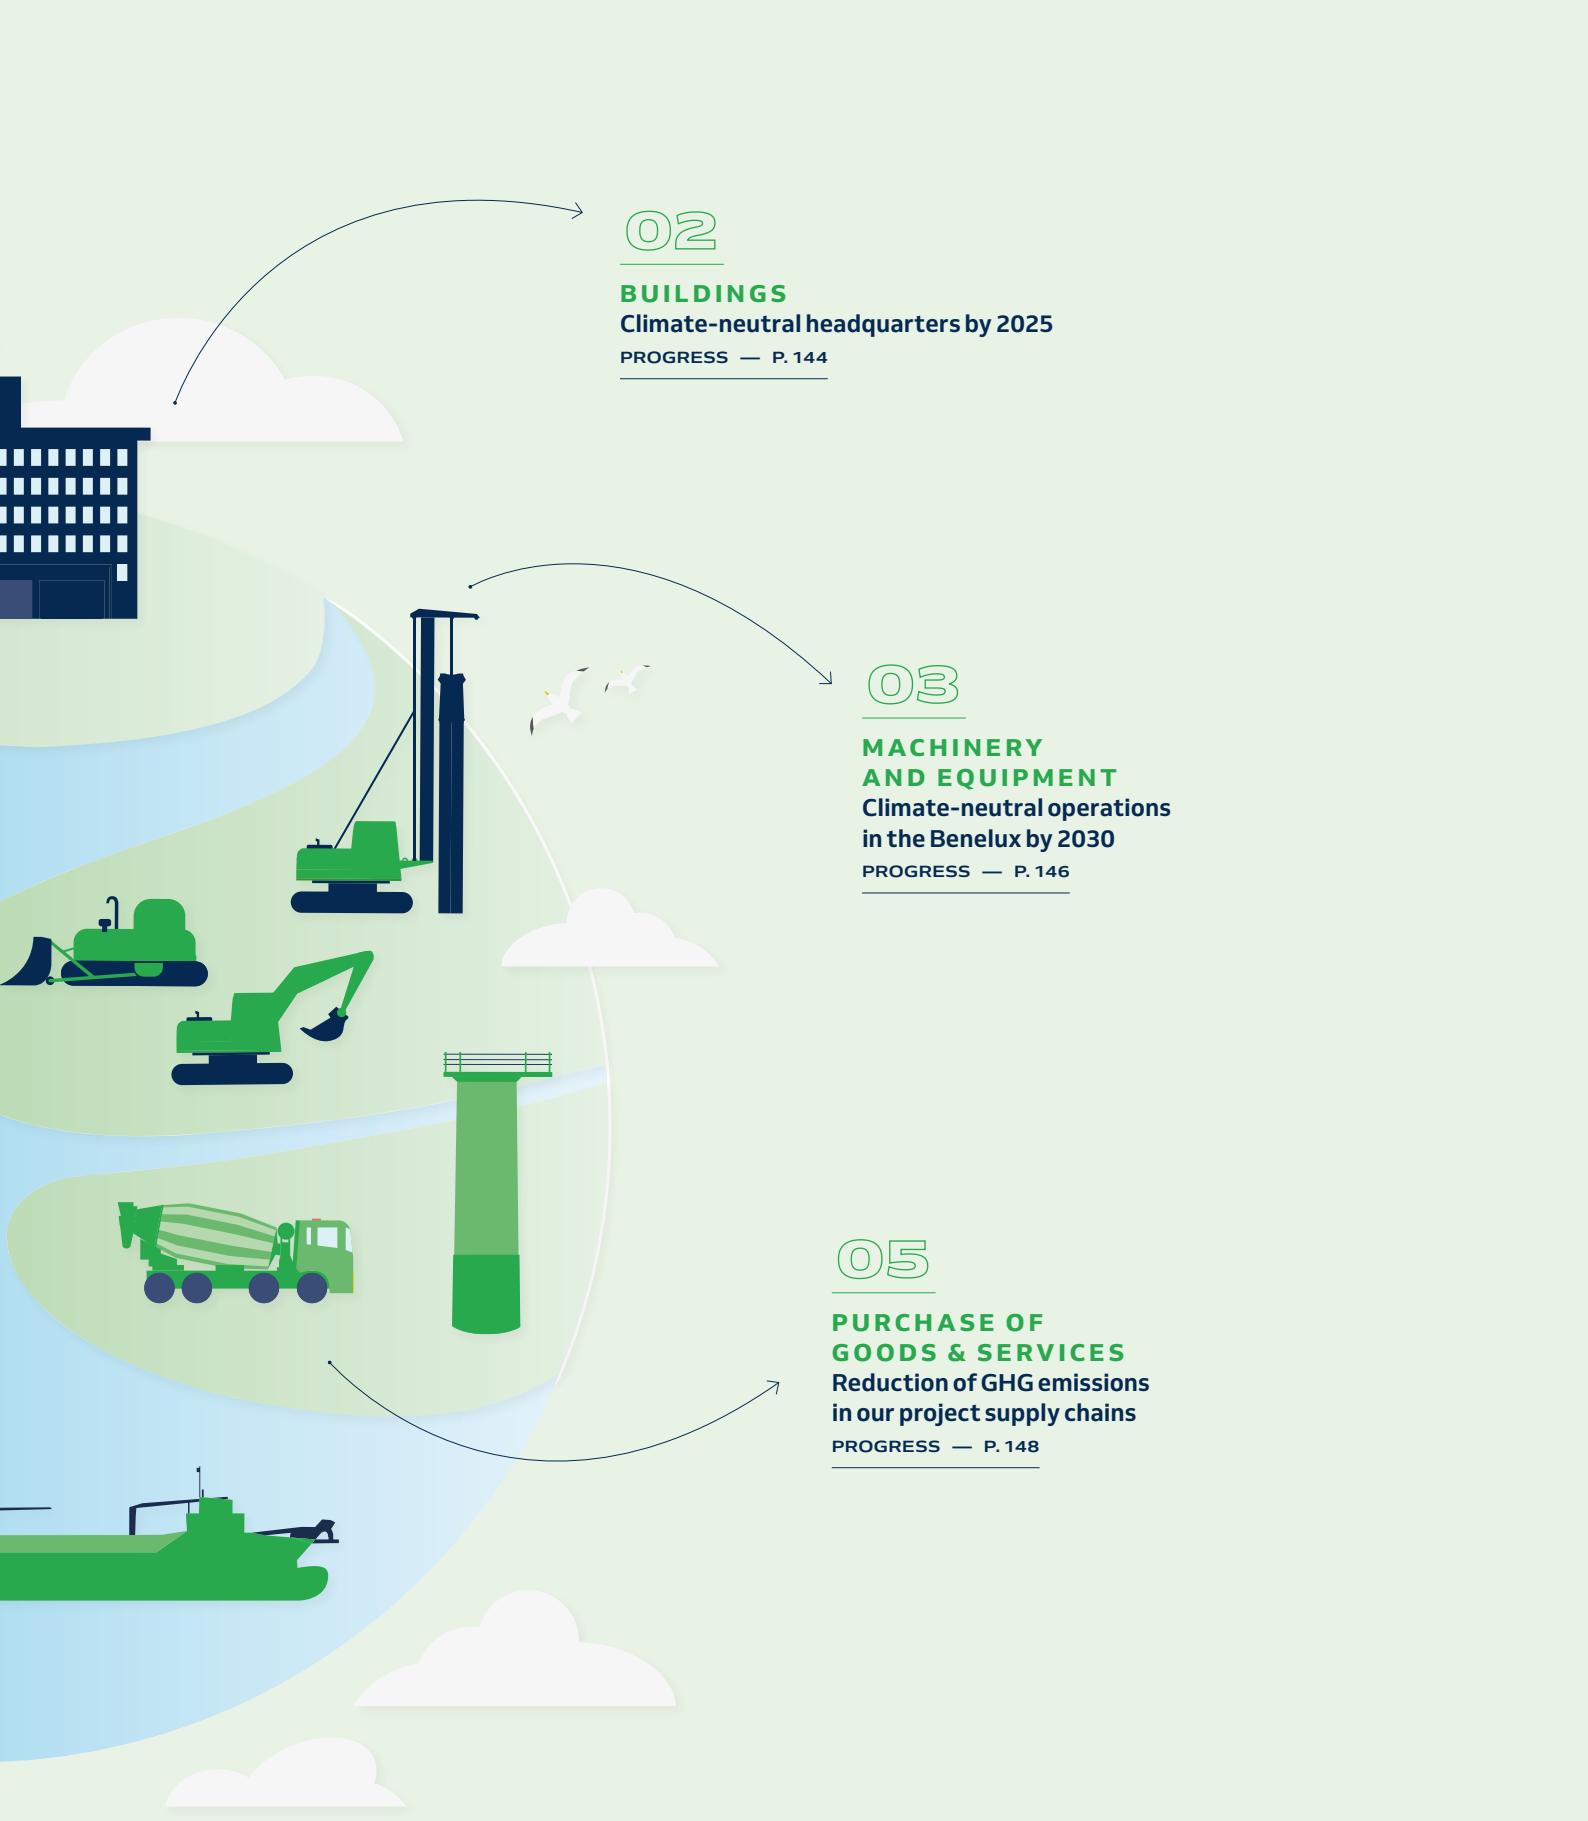 02
BUILDINGS
Climate-neutral headquarters by 2025
PROGRESS — P. 144
03
MACHINERY
AND EQUIPMENT
Climate-neutral operations
in the Benelux by 2030
PROGRESS — P. 146
05
PURCHASE OF
GOODS & SERVICES
Reduction of GHG emissions
in our project supply chains
PROGRESS — P. 148